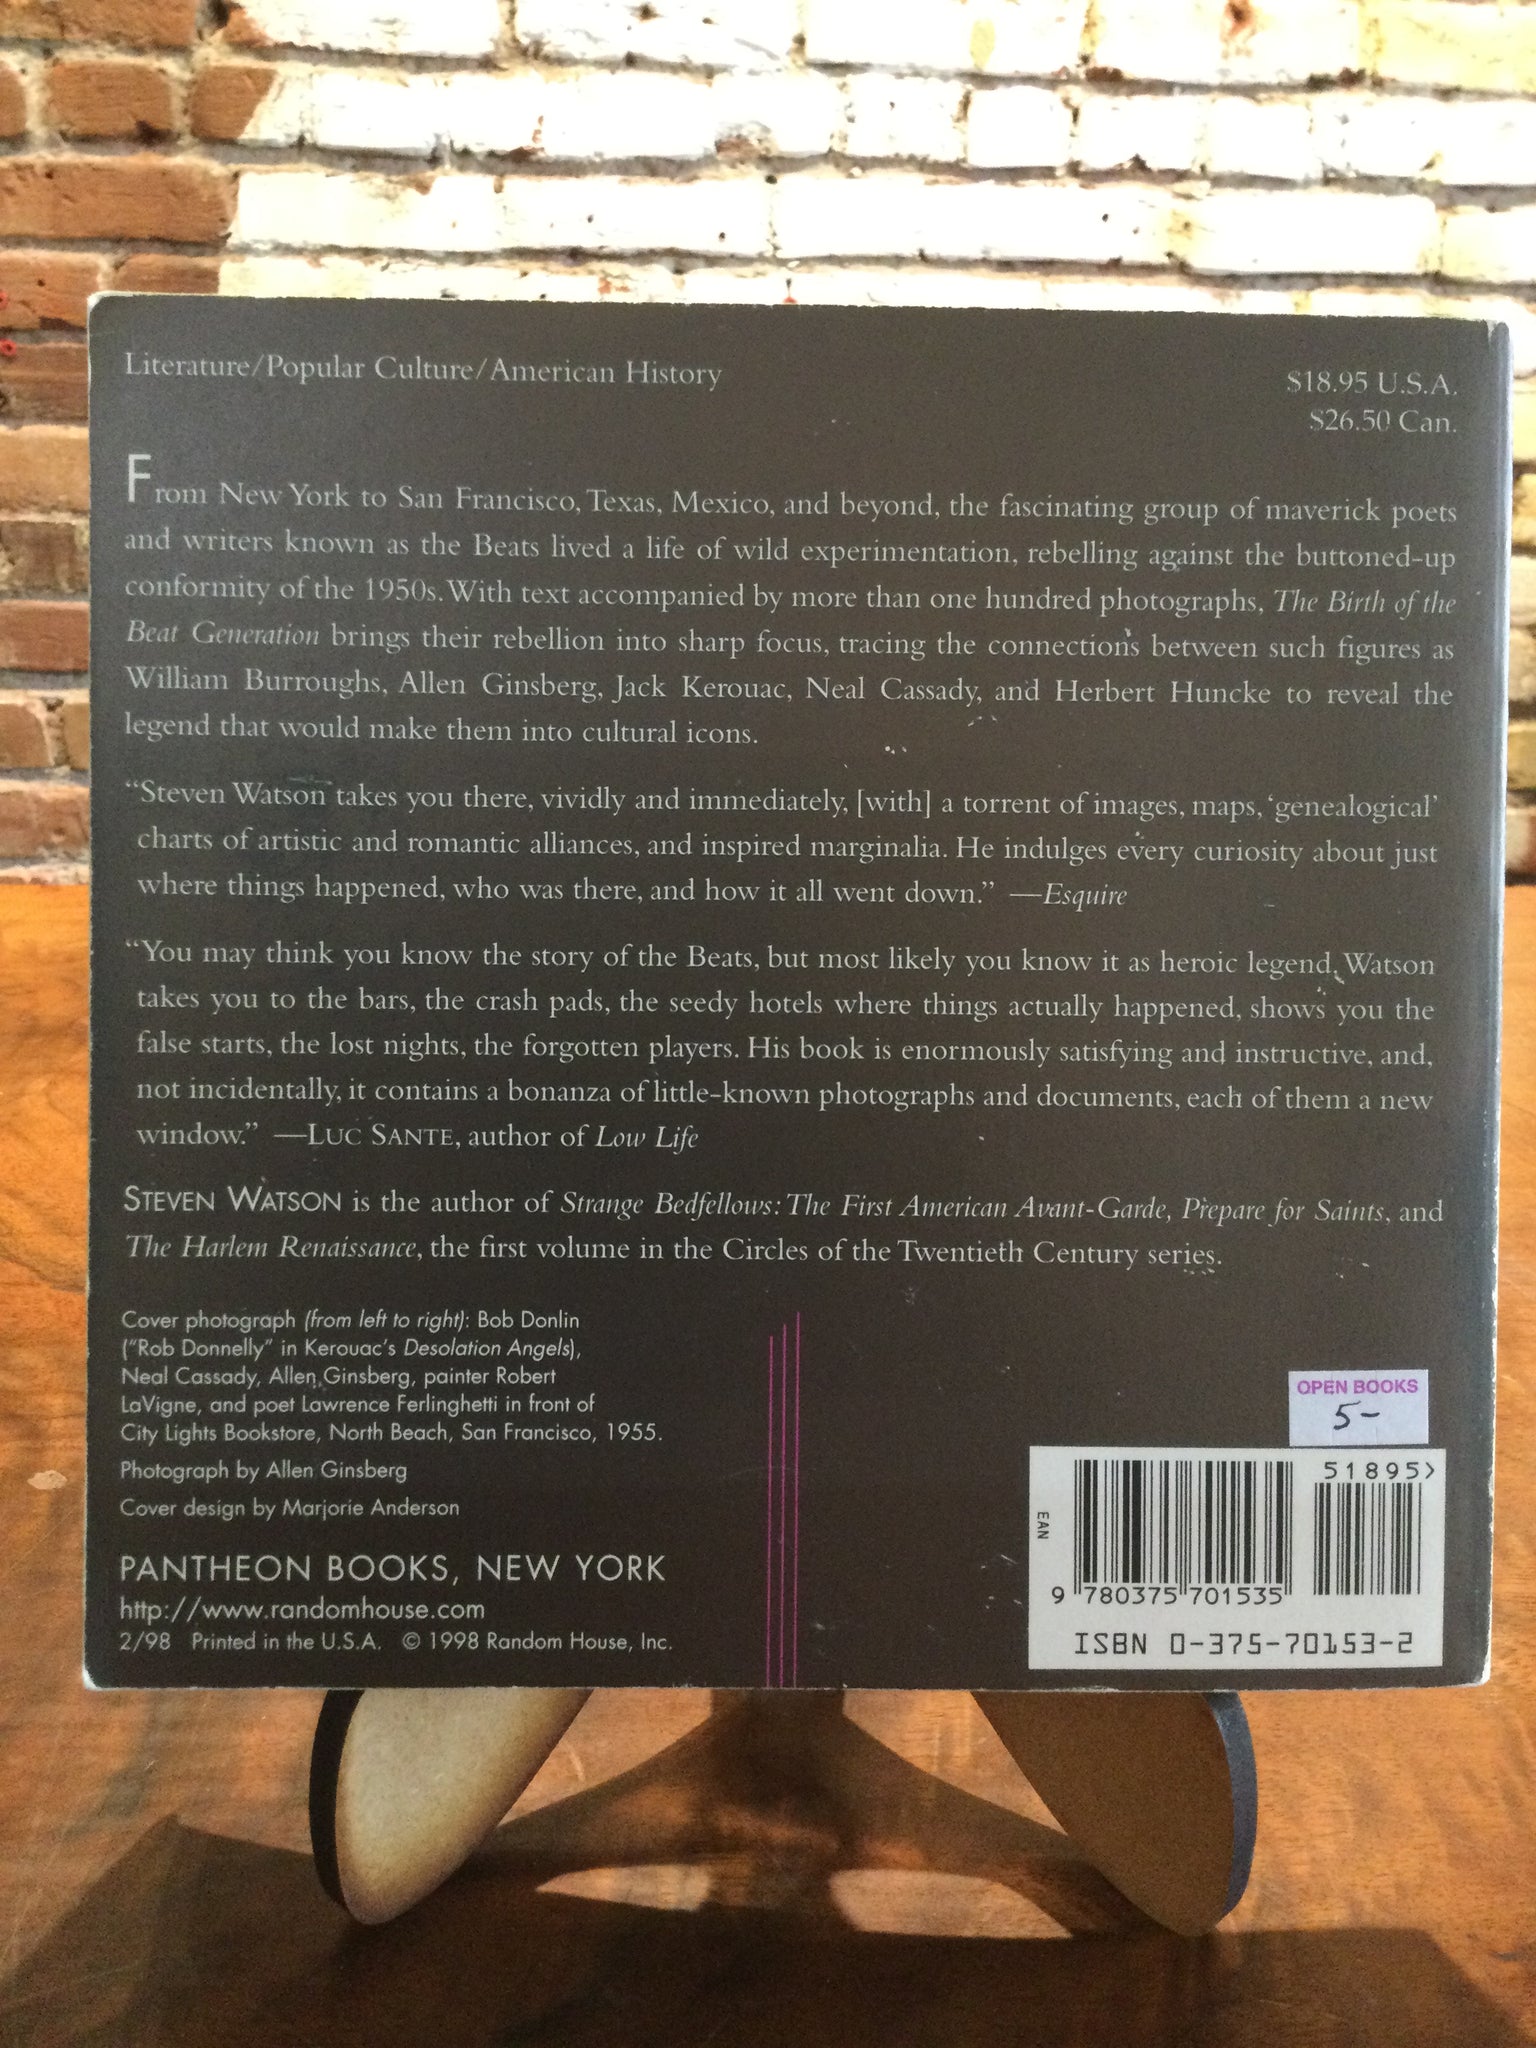 Literature/Popular Culture/American History
$18.95 U.S.A.
$26.50 Can.
From New York to San Francisco, Texas, Mexico, and beyond, the fascinating group of maverick poets
and writers known as the Beats lived a life of wild experimentation, rebelling against the buttoned-up
conformity of the 1950s. With text accompanied by more than one hundred photographs, The Birth of the
Beat Generation brings their rebellion into sharp focus, tracing the connections between such figures as
William Burroughs, Allen Ginsberg, Jack Kerouac, Neal Cassady, and Herbert Huncke to reveal the
legend that would make them into cultural icons.
“Steven Watson takes you there, vividly and immediately, [with] a torrent of images, maps, ‘genealogical’
charts of artistic and romantic alliances, and inspired marginalia. He indulges every curiosity about just
where things happened, who was there, and how it all went down.” —Esquire
“You may think you know the story of the Beats, but most likely you know it as heroic legend. Watson
takes you to the bars, the crash pads, the seedy hotels where things actually happened, shows you the
false starts, the lost nights, the forgotten players. His book is enormously satisfying and instructive, and,
not incidentally, it contains a bonanza of little-known photographs and documents, each of them a new
window.” —LUC SANTE, author of Low Life
STEVEN WATSON is the author of Strange Bedfellows: The First American Avant-Garde, Prepare for Saints, and
The Harlem Renaissance, the first volume in the Circles of the Twentieth Century series.
Cover photograph (from left to right): Bob Donlin
(“Rob Donnelly” in Kerouac’s Desolation Angels),
Neal Cassady, Allen Ginsberg, painter Robert
LaVigne, and poet Lawrence Ferlinghetti in front of
City Lights Bookstore, North Beach, San Francisco, 1955.
Photograph by Allen Ginsberg
Cover design by Marjorie Anderson
PANTHEON BOOKS, NEW YORK
http://www.randomhouse.com
2/98 Printed in the U.S.A. © 1998 Random House, Inc.
OPEN BOOKS
5-
51895>
EAN
9 780375 701535
ISBN 0-375-70153-2